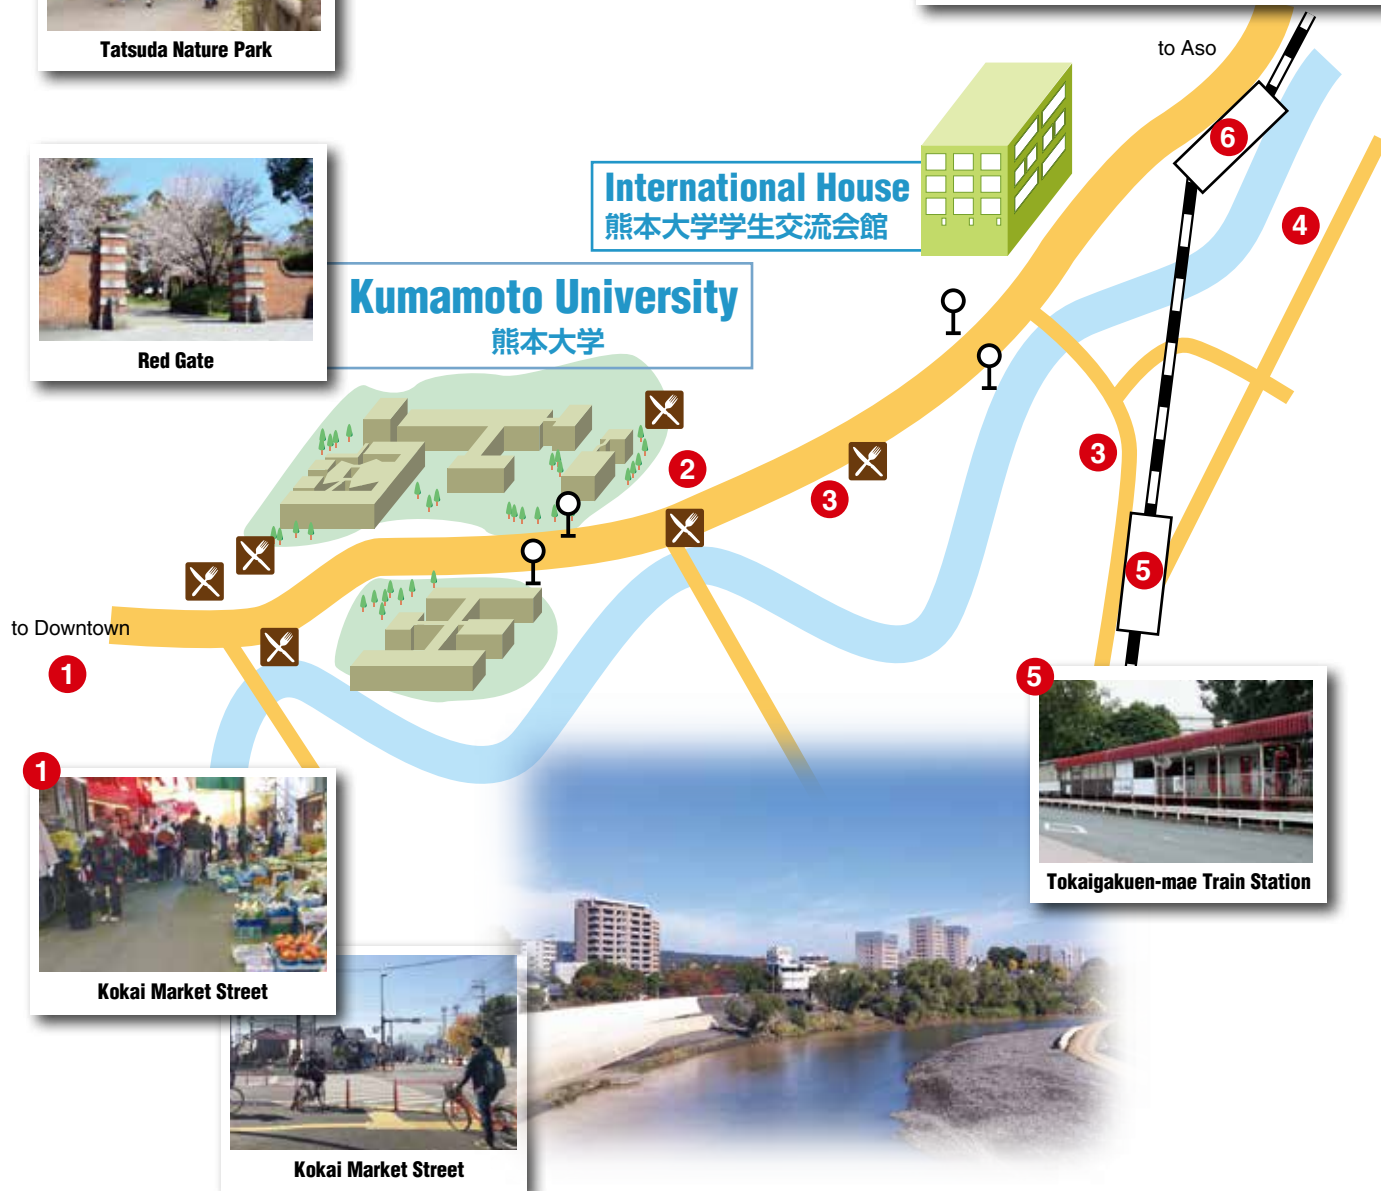 Tatsuda Nature Park
to Aso
6
International House
熊本大学学生交流会館
4
Kumamoto University
熊本大学
Red Gate
2
3
3
5
to Downtown
1
5
Tokaigakuen-mae Train Station
1
Kokai Market Street
Kokai Market Street